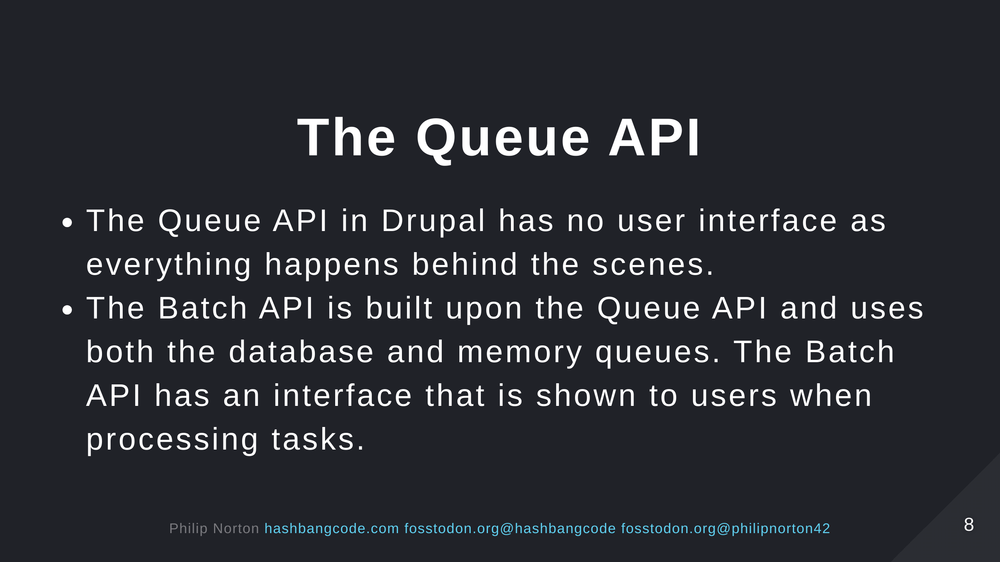 The Queue API
• The Queue API in Drupal has no user interface as
everything happens behind the scenes.
• The Batch API is built upon the Queue API and uses
both the database and memory queues. The Batch
API has an interface that is shown to users when
processing tasks.
Philip Norton hashbangcode.com fosstodon.org@hashbangcode fosstodon.org@philipnorton42
8